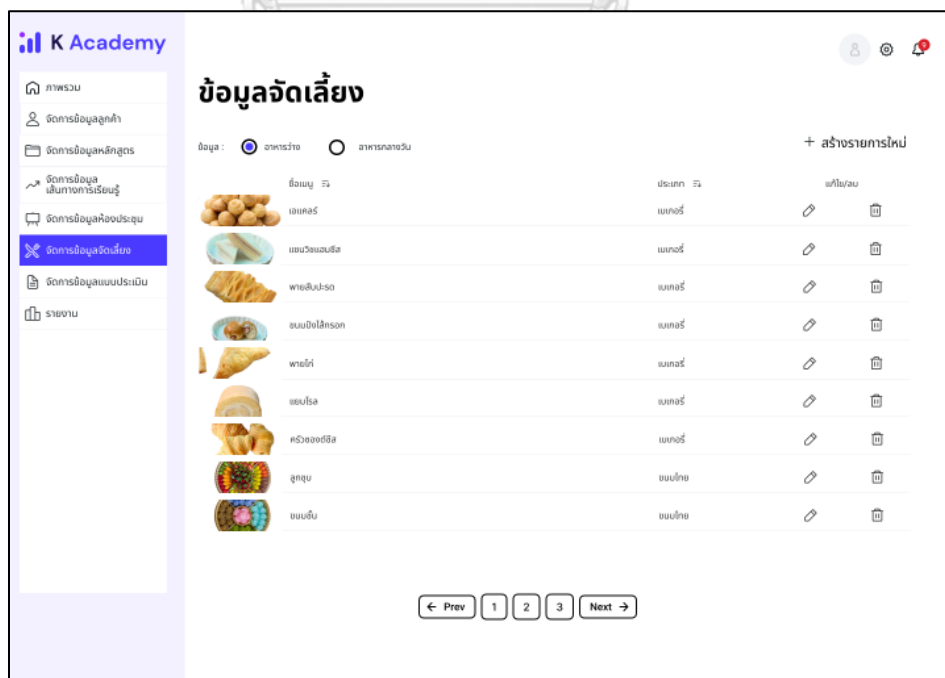 K Academy
ภาพรวม
จัดการข้อมูลลูกค้า
จัดการข้อมูลหลักสูตร
จัดการข้อมูล
เส้นทางการเรียนรู้
จัดการข้อมูลห้องประชุม
จัดการข้อมูลจัดเลี้ยง
จัดการข้อมูลแบบประเมิน
รายงาน
ข้อมูลจัดเลี้ยง
ข้อมูล : อาหารว่าง อาหารกลางวัน
+ สร้างรายการใหม่
ชื่อเมนู ประเภท แก้ไข/ลบ
เอแคลร์ เบเกอรี่
แซนวิชแฮมชีส เบเกอรี่
พายสับปะรด เบเกอรี่
ขนมปังไส้กรอก เบเกอรี่
พายไก่ เบเกอรี่
แยมโรล เบเกอรี่
ครัวซองต์ชีส เบเกอรี่
ลูกชุบ ขนมไทย
ขนมชั้น ขนมไทย
← Prev 1 2 3 Next →